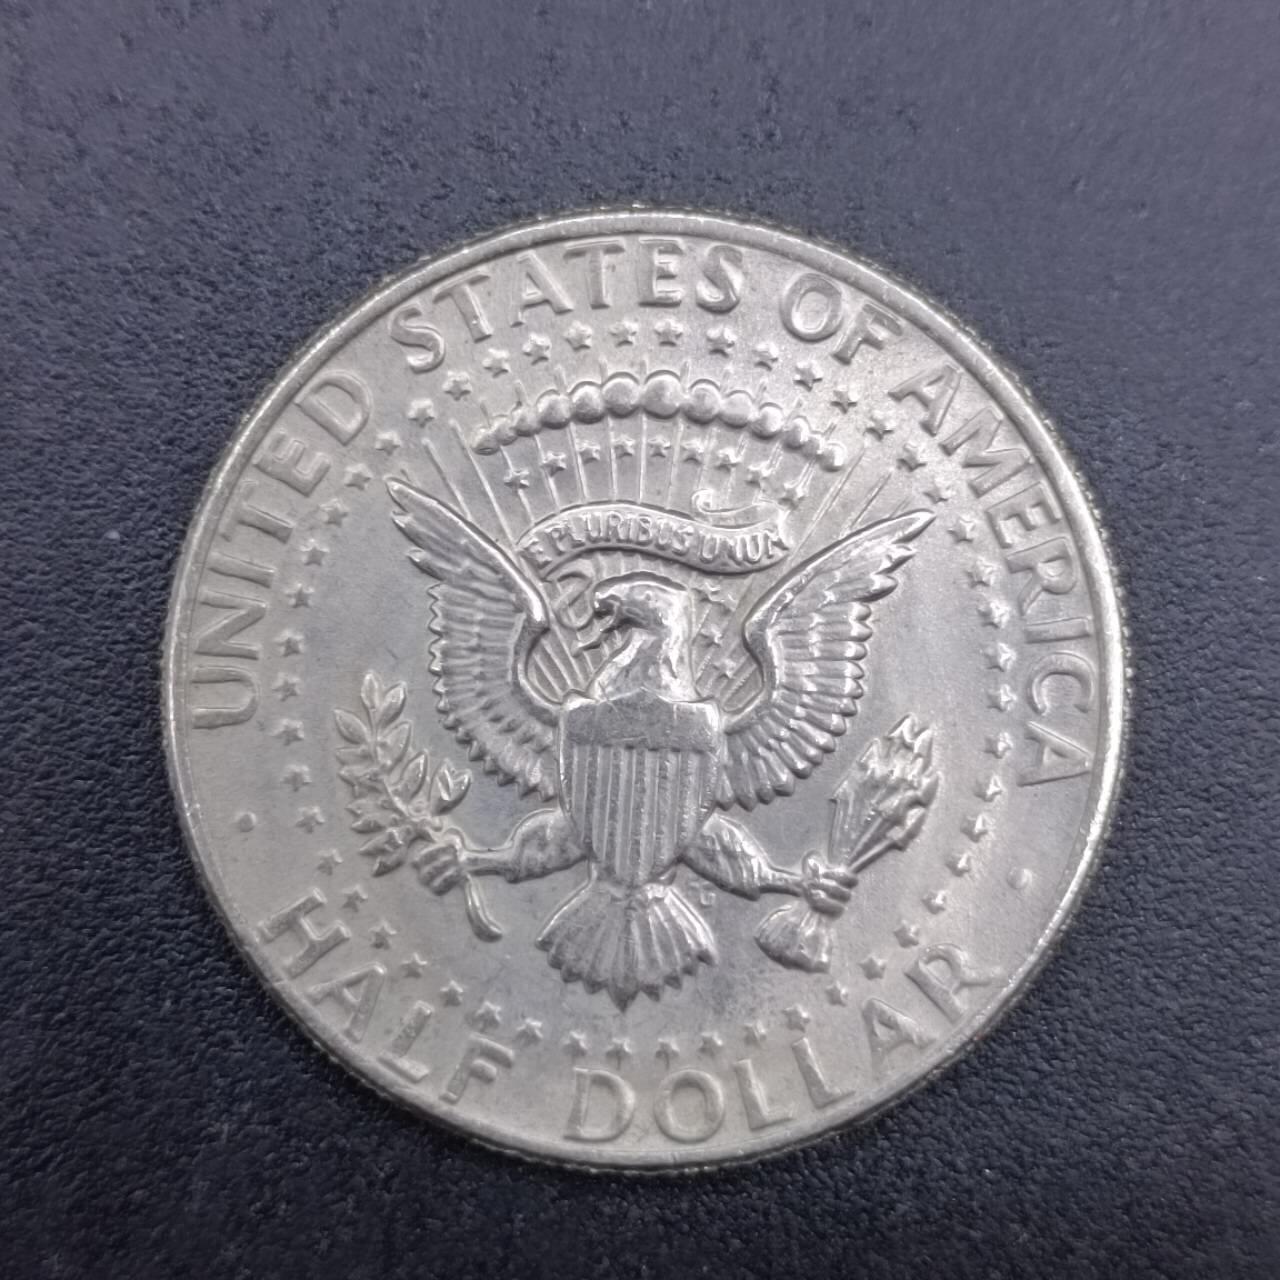 UNITED STATES OF AMERICA
E PLURIBUS UNUM
HALF DOLLAR